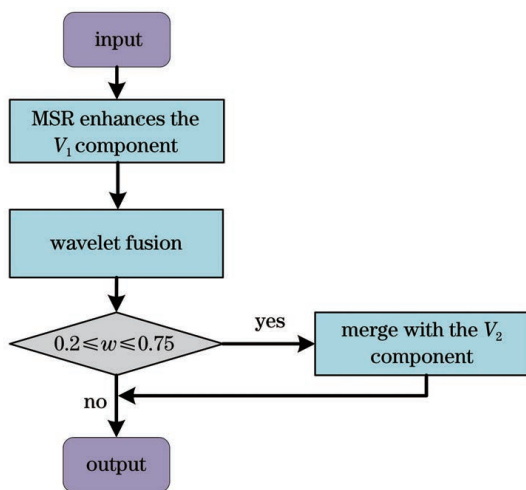 input
MSR enhances the
V₁ component
wavelet fusion
0.2≤w≤0.75
yes
merge with the V₂
component
no
output